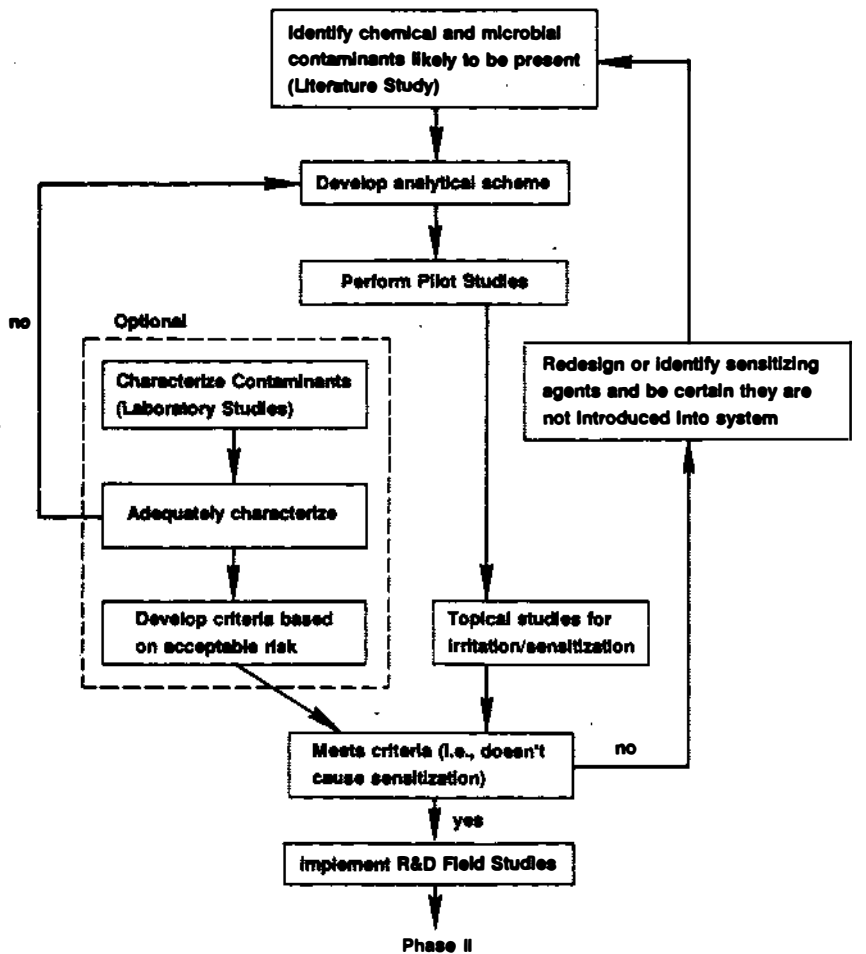 Identify chemical and microbial
contaminants likely to be present
(Literature Study)
Develop analytical scheme
Perform Pilot Studies
no
Optional
Characterize Contaminants
(Laboratory Studies)
Redesign or identify sensitizing
agents and be certain they are
not introduced into system
Adequately characterize
Develop criteria based
on acceptable risk
Topical studies for
irritation/sensitization
Meets criteria (i.e., doesn't
cause sensitization)
no
yes
Implement R&D Field Studies
Phase II